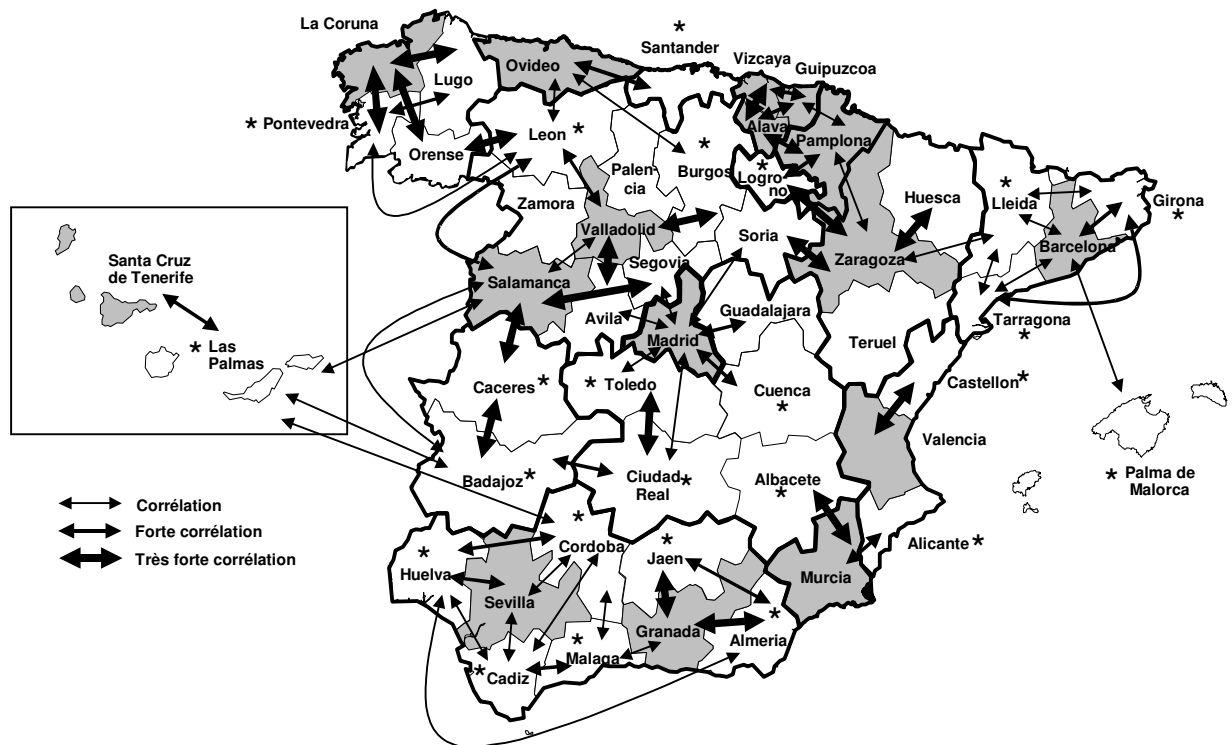 La Coruna
*
Santander
Vizcaya
Guipuzcoa
Ovideo
Lugo
* Pontevedra
Leon *
Alava
Pamplona
Orense
Palen-
cia
*
Burgos
*
Logro-
no
Huesca
*
Lleida
Girona
*
Zamora
Valladolid
Soria
Zaragoza
Barcelona
Santa Cruz
de Tenerife
Segovia
Salamanca
Guadalajara
Avila
Madrid
Tarragona
*
Teruel
* Las
Palmas
Caceres *
* Toledo
Cuenca
*
Castellon *
Valencia
Badajoz *
Ciudad
Real *
Albacete
*
* Palma de
Malorca
Corrélation
Forte corrélation
Très forte corrélation
*
Cordoba
*
Huelva
*
Jaen
Alicante *
Murcia
Sevilla
Granada
*
Almeria
*
Malaga
*
Cadiz